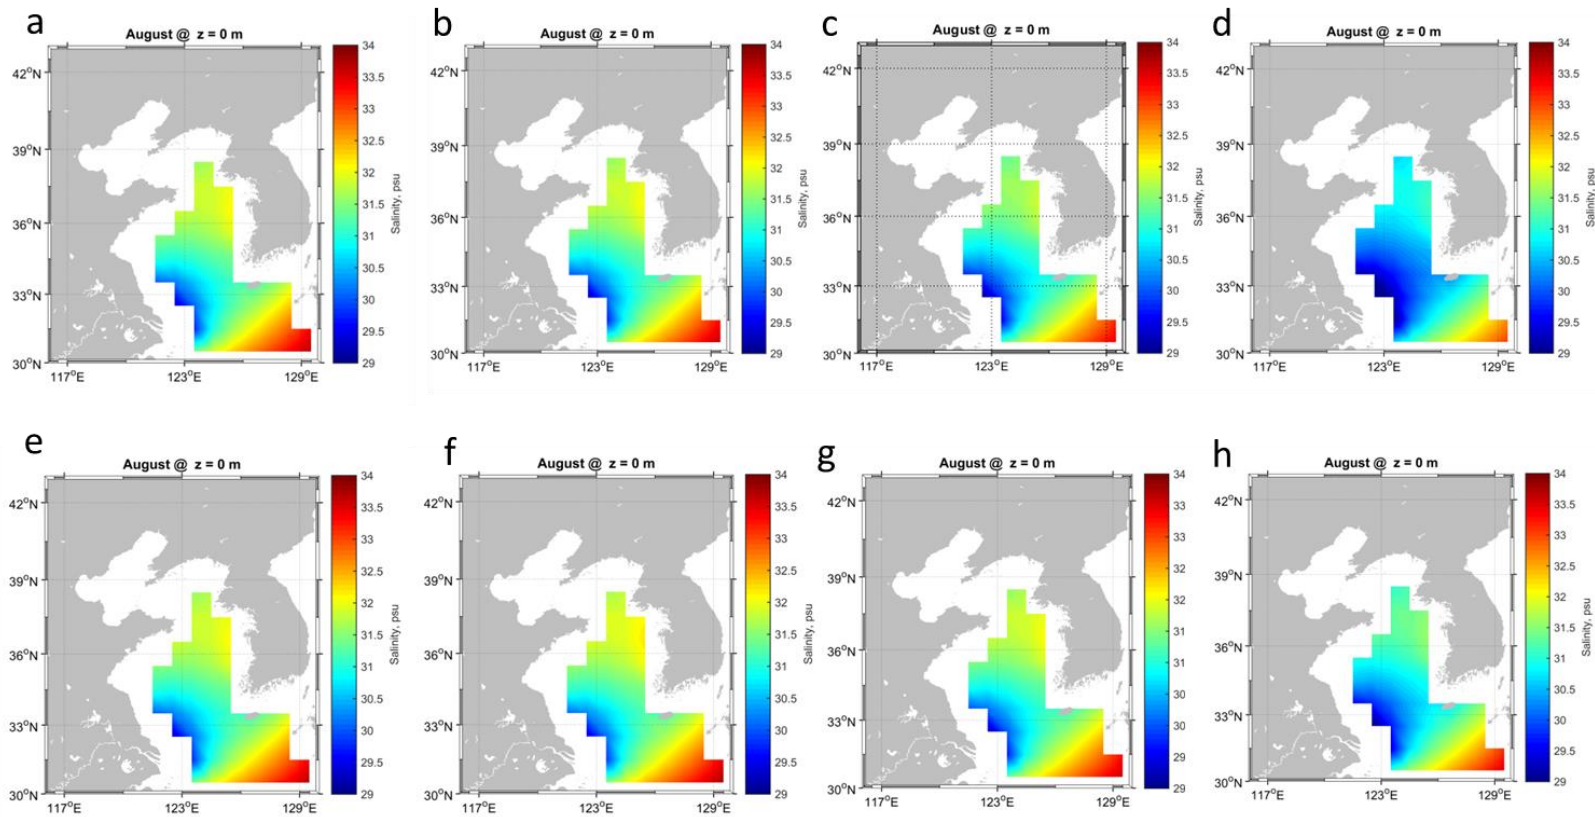 a
August @ z = 0 m
42°N
39°N
36°N
33°N
30°N
117°E 123°E 129°E
34
33.5
33
32.5
32
31.5
31
30.5
30
29.5
29
Salinity, psu
b
August @ z = 0 m
42°N
39°N
36°N
33°N
30°N
117°E 123°E 129°E
34
33.5
33
32.5
32
31.5
31
30.5
30
29.5
29
Salinity, psu
c
August @ z = 0 m
42°N
39°N
36°N
33°N
30°N
117°E 123°E 129°E
34
33.5
33
32.5
32
31.5
31
30.5
30
29.5
29
Salinity, psu
d
August @ z = 0 m
42°N
39°N
36°N
33°N
30°N
117°E 123°E 129°E
34
33.5
33
32.5
32
31.5
31
30.5
30
29.5
29
Salinity, psu
e
August @ z = 0 m
42°N
39°N
36°N
33°N
30°N
117°E 123°E 129°E
34
33.5
33
32.5
32
31.5
31
30.5
30
29.5
29
Salinity, psu
f
August @ z = 0 m
42°N
39°N
36°N
33°N
30°N
117°E 123°E 129°E
34
33.5
33
32.5
32
31.5
31
30.5
30
29.5
29
Salinity, psu
g
August @ z = 0 m
42°N
39°N
36°N
33°N
30°N
117°E 123°E 129°E
34
33
33
32
32
31
31
30
30
29
29
Salinity, psu
h
August @ z = 0 m
42°N
39°N
36°N
33°N
30°N
117°E 123°E 129°E
34
33.5
33
32.5
32
31.5
31
30.5
30
29.5
29
Salinity, psu